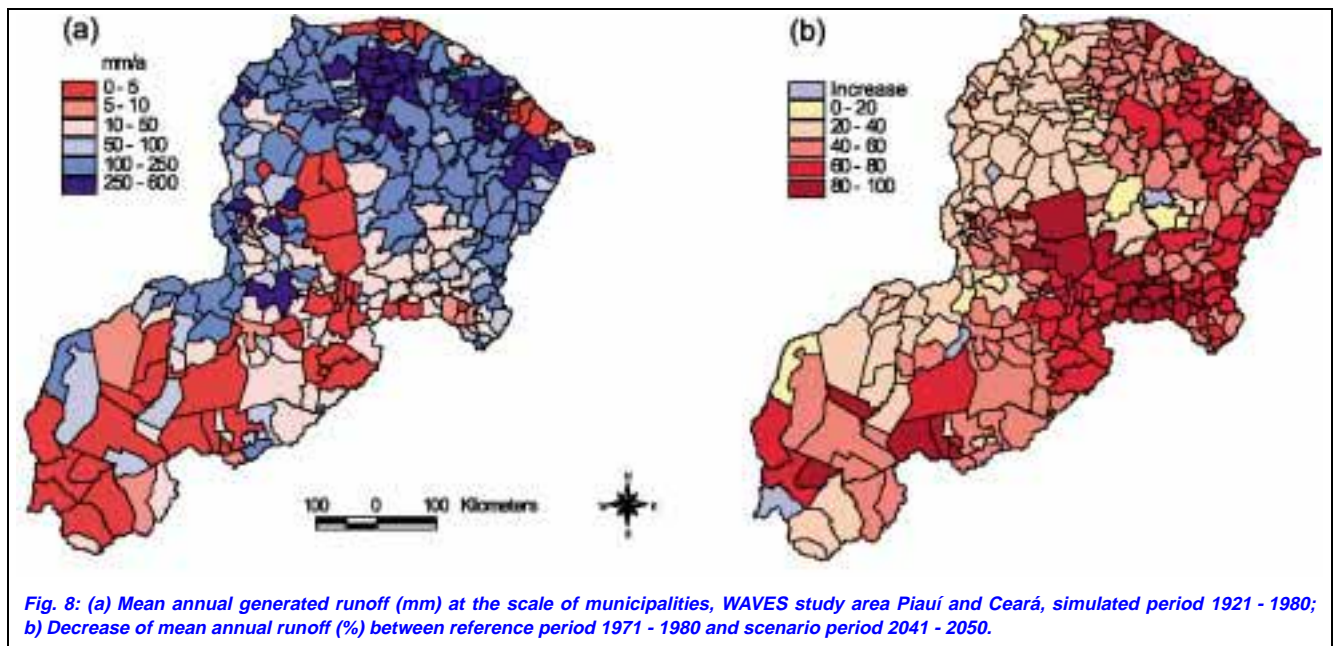 (a)
mm/a
0 - 5
5 - 10
10 - 50
50 - 100
100 - 250
250 - 600
100 0 100 Kilometers
N
W E
S
(b)
Increase
0 - 20
20 - 40
40 - 60
60 - 80
80 - 100
Fig. 8: (a) Mean annual generated runoff (mm) at the scale of municipalities, WAVES study area Piauí and Ceará, simulated period 1921 - 1980;
b) Decrease of mean annual runoff (%) between reference period 1971 - 1980 and scenario period 2041 - 2050.